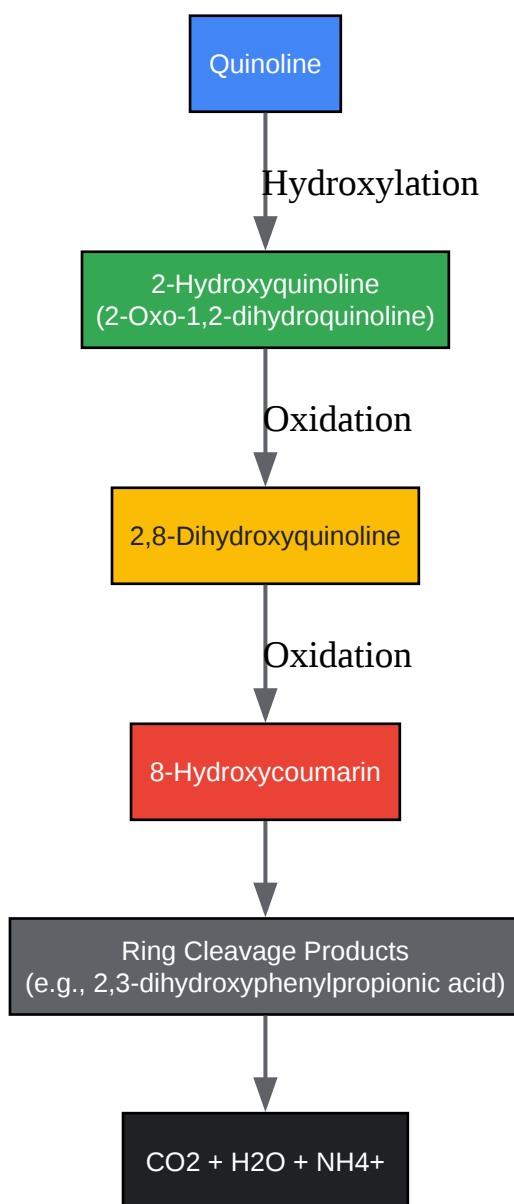 Quinoline
Hydroxylation
2-Hydroxyquinoline
(2-Oxo-1,2-dihydroquinoline)
Oxidation
2,8-Dihydroxyquinoline
Oxidation
8-Hydroxycoumarin
Ring Cleavage Products
(e.g., 2,3-dihydroxyphenylpropionic acid)
CO2 + H2O + NH4+